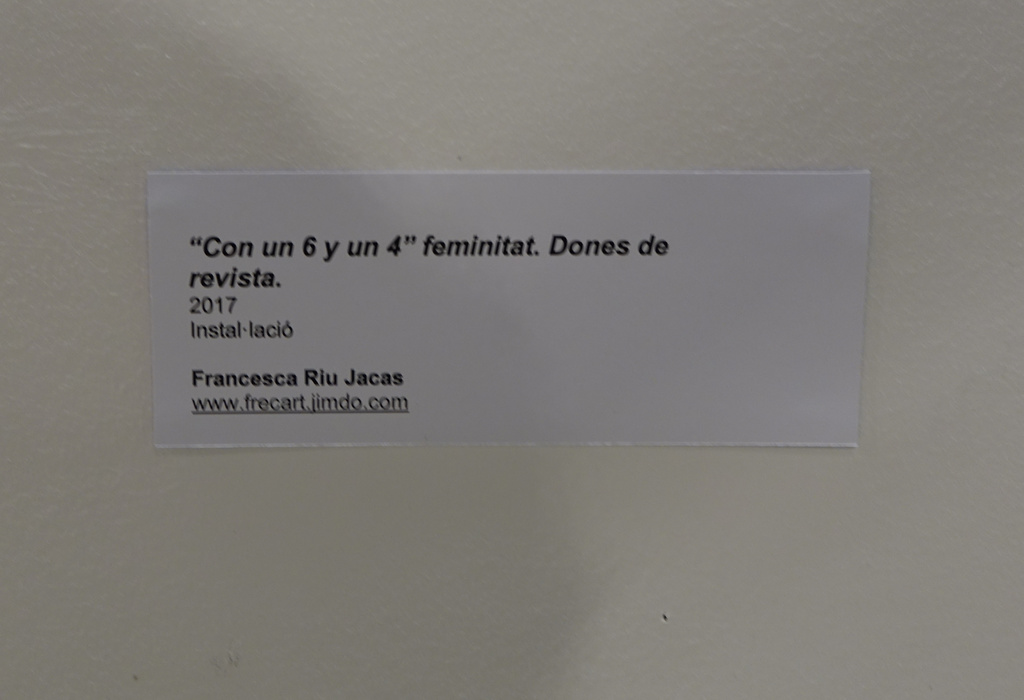 “Con un 6 y un 4” feminitat. Dones de
revista.
2017
Instal·lació
Francesca Riu Jacas
www.frecart.jimdo.com